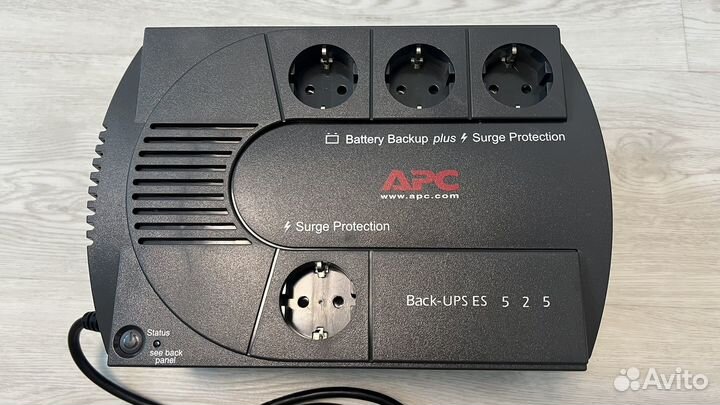 Battery Backup plus Surge Protection
APC
www.apc.com
Surge Protection
Back-UPS ES 5 2 5
Status
see back
panel
Avito